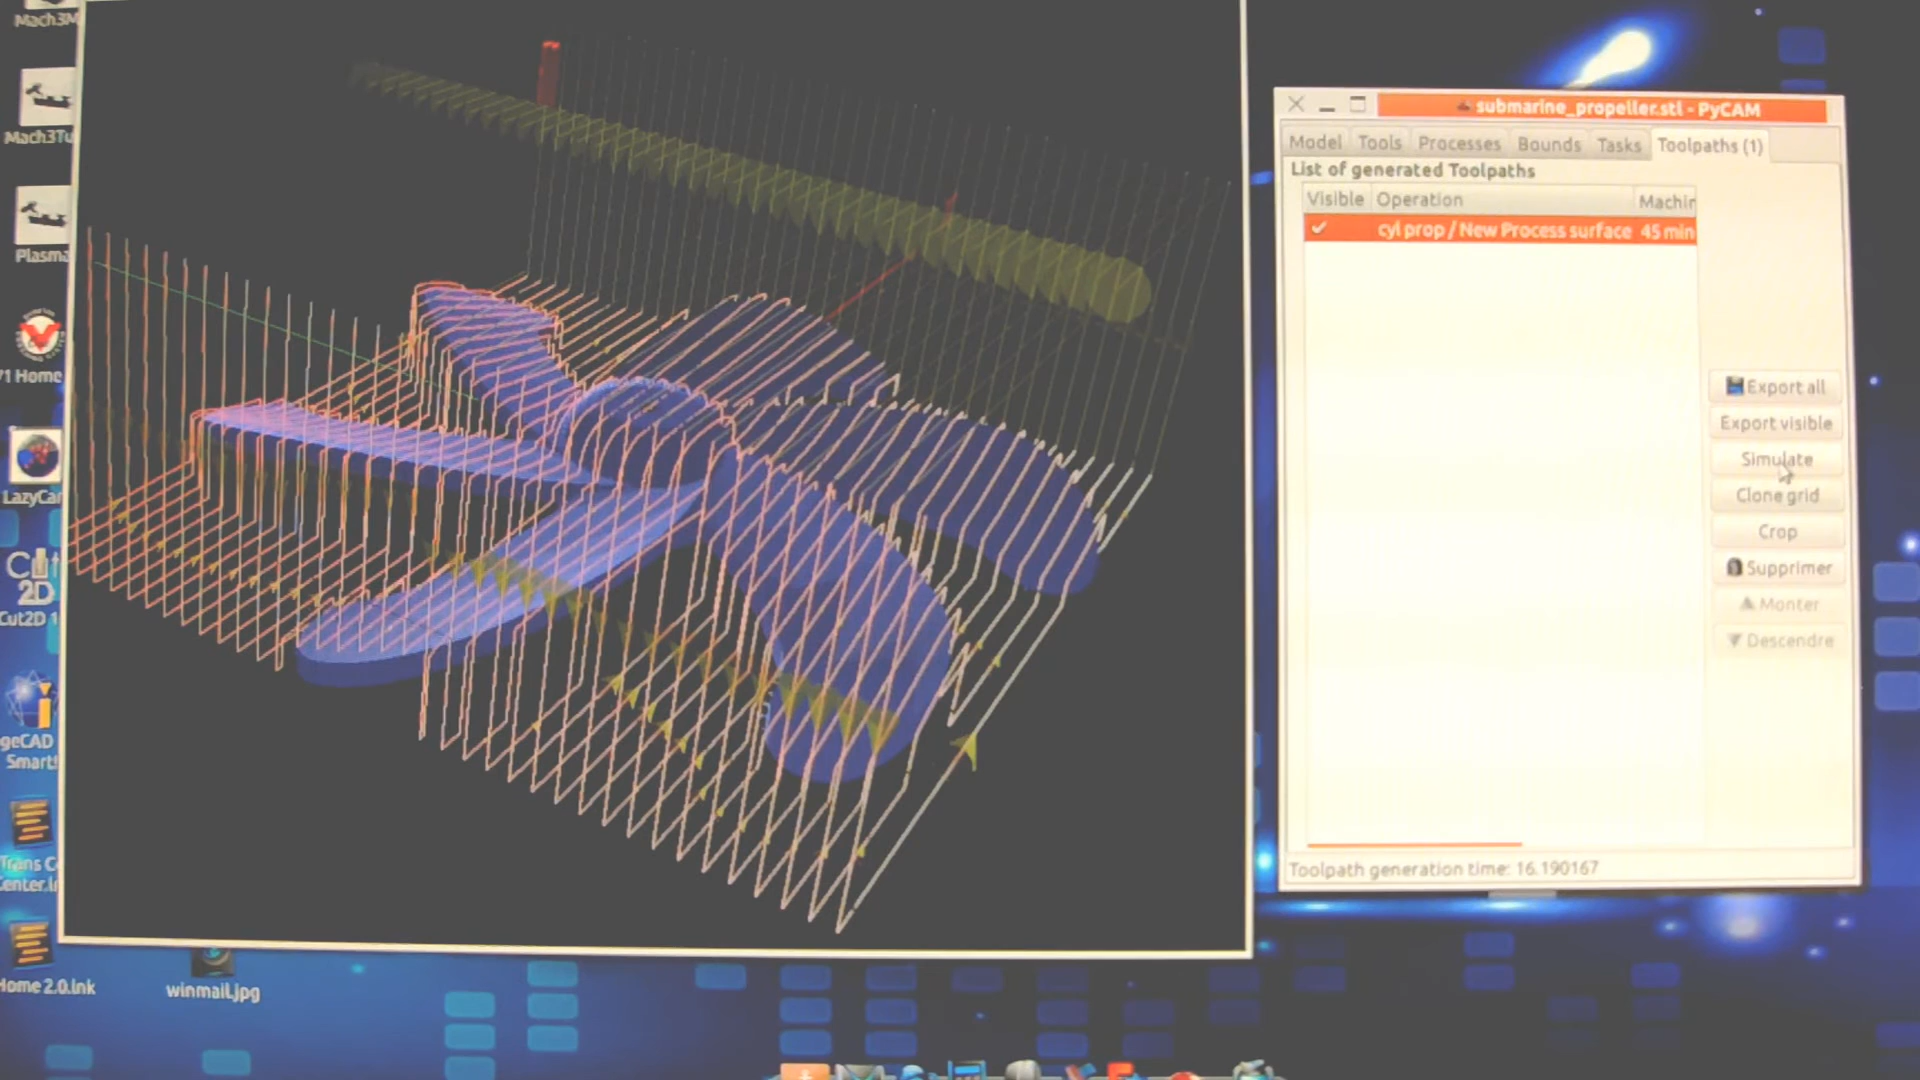 Mach3M
Mach3Tu
Plasma
Home
LazyCa
Cut
2D
Cut2D 1
geCAD
Smart
Trans C
Center.l
Home 2.0.lnk
winmail.jpg
submarine_propeller.stl - PyCAM
Model Tools Processes Bounds Tasks Toolpaths (1)
List of generated Toolpaths
Visible Operation Machin
cyl prop / New Process surface 45 min
Export all
Export visible
Simulate
Clone grid
Crop
Supprimer
Monter
Descendre
Toolpath generation time: 16.190167